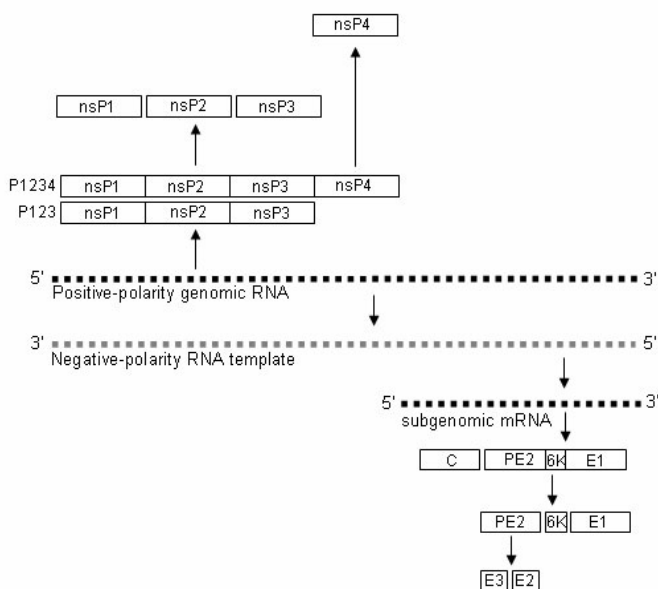 nsP4
nsP1 nsP2 nsP3
P1234 nsP1 nsP2 nsP3 nsP4
P123 nsP1 nsP2 nsP3
5' 3'
Positive-polarity genomic RNA
3' 5'
Negative-polarity RNA template
5' 3'
subgenomic mRNA
C PE2 6K E1
PE2 6K E1
E3 E2